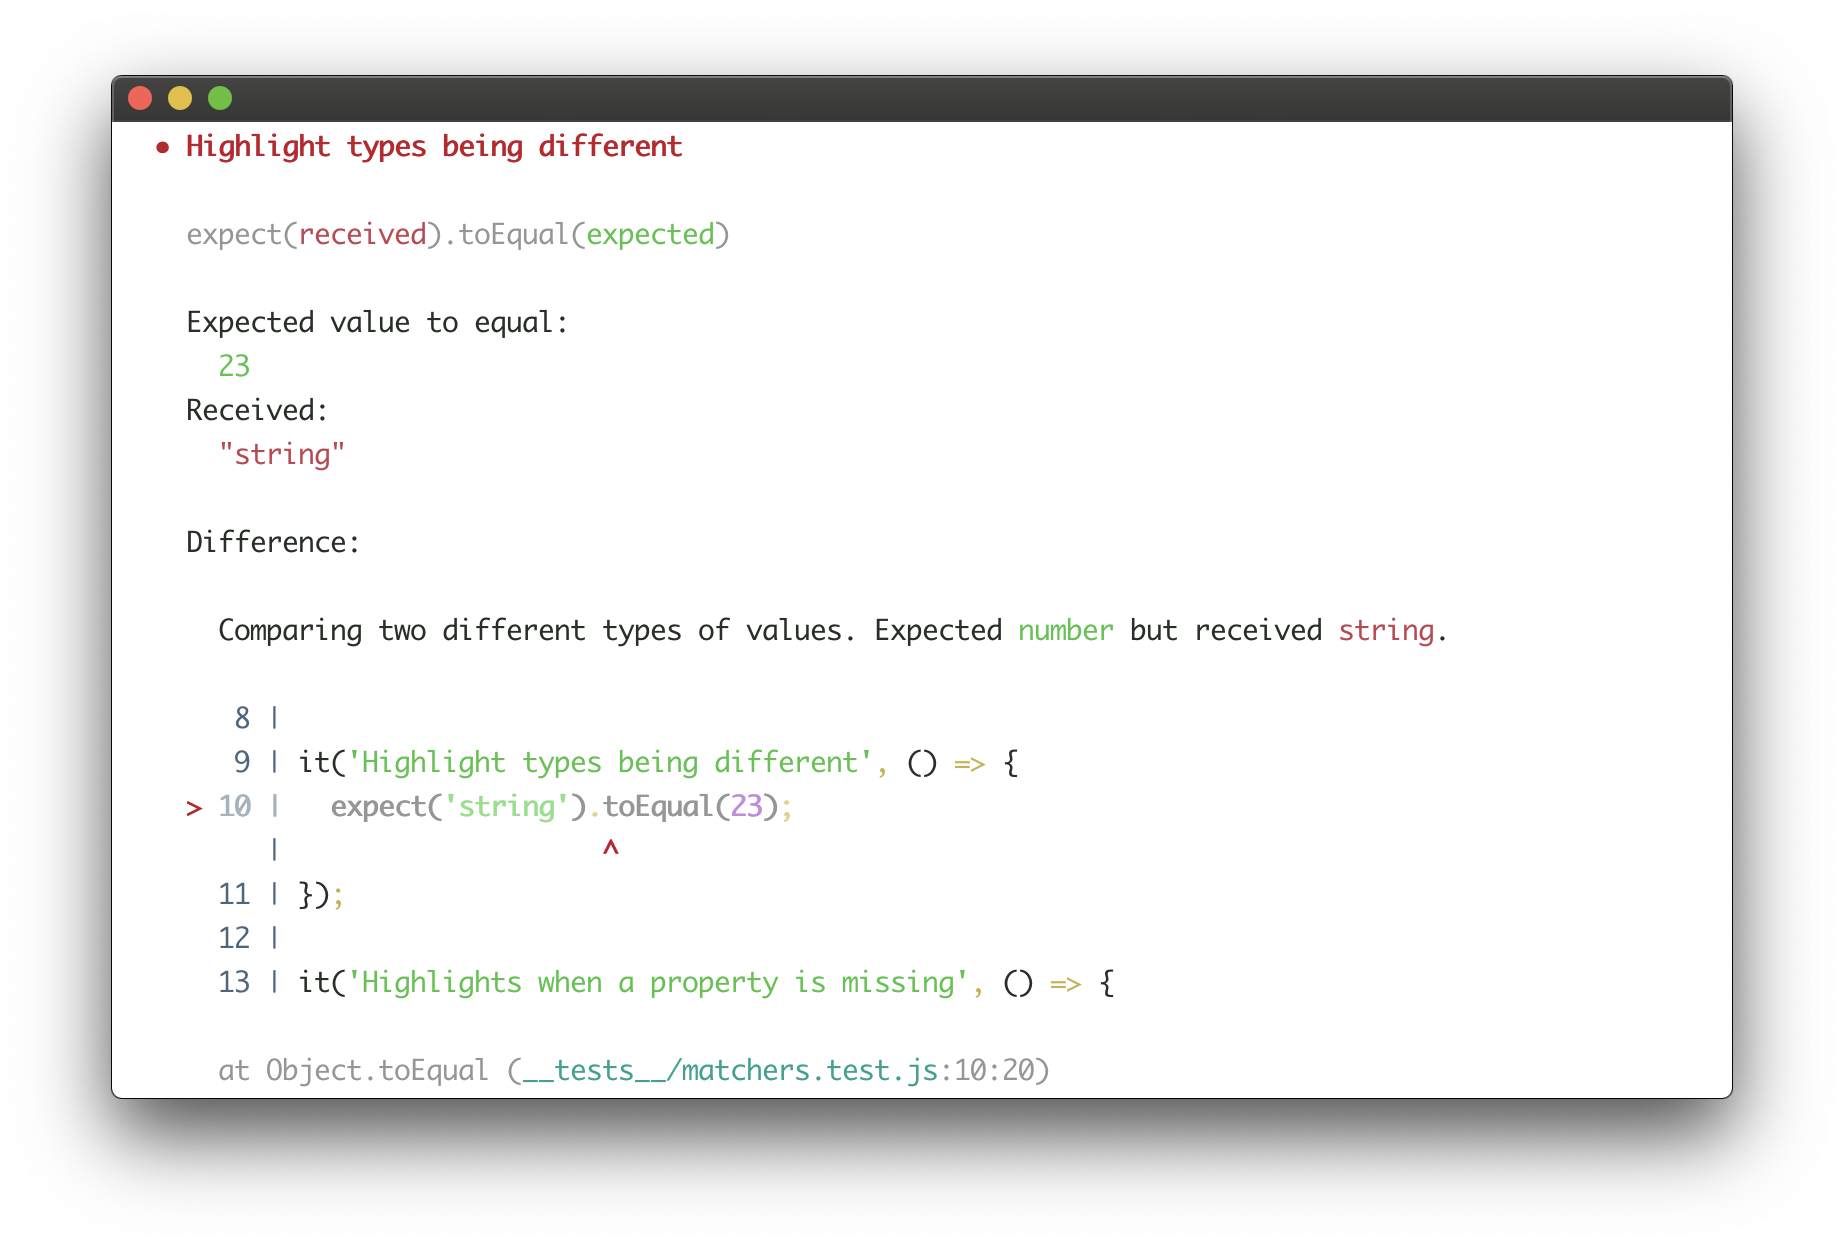 • Highlight types being different
expect(received).toEqual(expected)
Expected value to equal:
23
Received:
"string"
Difference:
Comparing two different types of values. Expected number but received string.
8 |
9 | it('Highlight types being different', () => {
> 10 |   expect('string').toEqual(23);
|                    ^
11 | });
12 |
13 | it('Highlights when a property is missing', () => {
at Object.toEqual (__tests__/matchers.test.js:10:20)